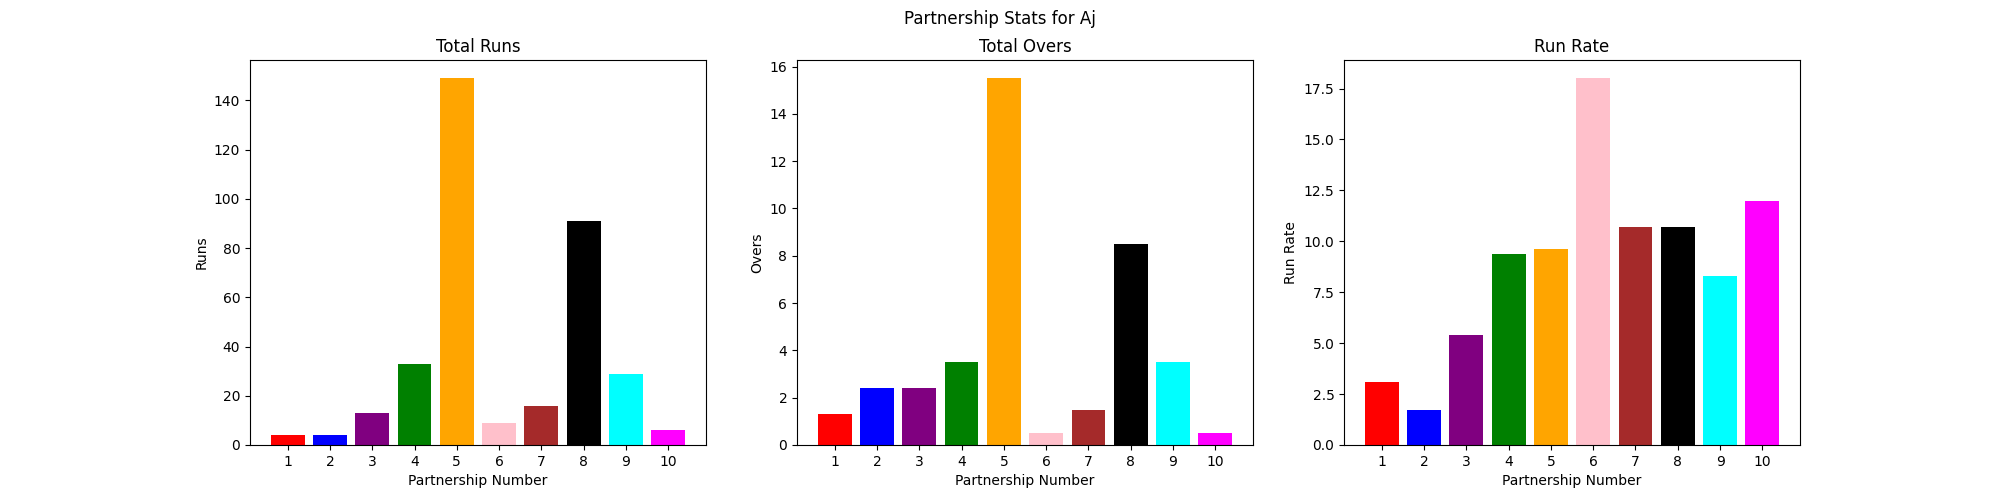 Partnership Stats for Aj
Total Runs
Runs
140
120
100
80
60
40
20
0
1 2 3 4 5 6 7 8 9 10
Partnership Number
Total Overs
Overs
16
14
12
10
8
6
4
2
0
1 2 3 4 5 6 7 8 9 10
Partnership Number
Run Rate
Run Rate
17.5
15.0
12.5
10.0
7.5
5.0
2.5
0.0
1 2 3 4 5 6 7 8 9 10
Partnership Number